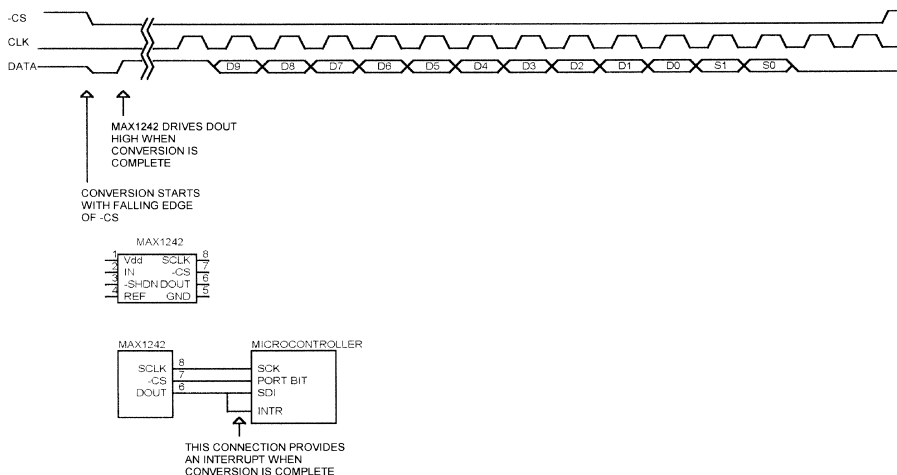 -CS
CLK
DATA
D9 D8 D7 D6 D5 D4 D3 D2 D1 D0 S1 S0
MAX1242 DRIVES DOUT
HIGH WHEN
CONVERSION IS
COMPLETE
CONVERSION STARTS
WITH FALLING EDGE
OF -CS
MAX1242
1 Vdd SCLK 8
2 IN -CS 7
3 -SHDN DOUT 6
4 REF GND 5
MAX1242 MICROCONTROLLER
SCLK 8 SCK
-CS 7 PORT BIT
DOUT 6 SDI
INTR
THIS CONNECTION PROVIDES
AN INTERRUPT WHEN
CONVERSION IS COMPLETE